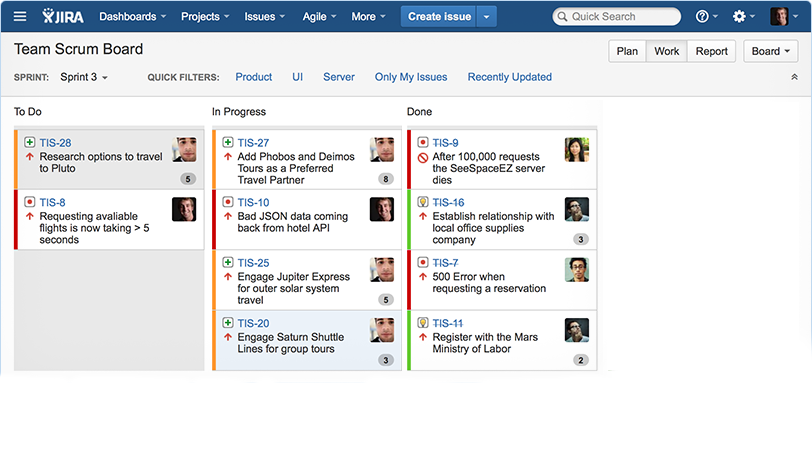 JIRA Dashboards Projects Issues Agile More Create issue Quick Search
Team Scrum Board Plan Work Report Board
SPRINT: Sprint 3 QUICK FILTERS: Product UI Server Only My Issues Recently Updated
To Do
TIS-28
Research options to travel
to Pluto
5
TIS-8
Requesting avaliable
flights is now taking > 5
seconds
In Progress
TIS-27
Add Phobos and Deimos
Tours as a Preferred
Travel Partner
8
TIS-10
Bad JSON data coming
back from hotel API
TIS-25
Engage Jupiter Express
for outer solar system
travel
5
TIS-20
Engage Saturn Shuttle
Lines for group tours
3
Done
TIS-9
After 100,000 requests
the SeeSpaceEZ server
dies
TIS-16
Establish relationship with
local office supplies
company
3
TIS-7
500 Error when
requesting a reservation
TIS-11
Register with the Mars
Ministry of Labor
2